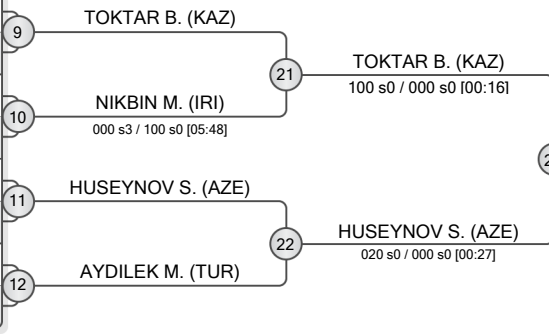 9
TOKTAR B. (KAZ)
21
TOKTAR B. (KAZ)
100 s0 / 000 s0 [00:16]
10
NIKBIN M. (IRI)
000 s3 / 100 s0 [05:48]
11
HUSEYNOV S. (AZE)
22
HUSEYNOV S. (AZE)
020 s0 / 000 s0 [00:27]
12
AYDILEK M. (TUR)